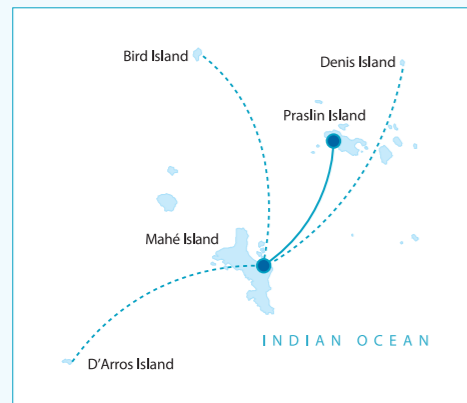 Bird Island
Denis Island
Praslin Island
Mahé Island
INDIAN OCEAN
D'Arros Island